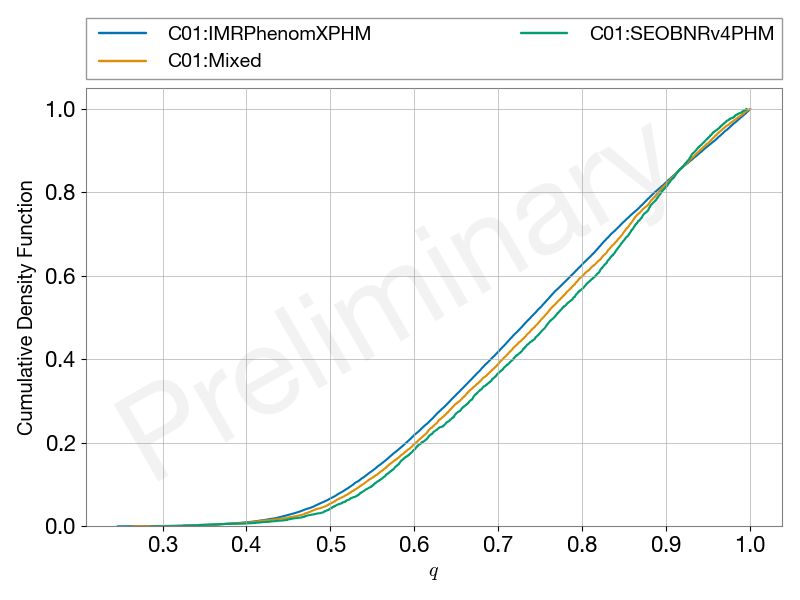 C01:IMRPhenomXPHM
C01:Mixed
C01:SEOBNRv4PHM
Preliminary
Cumulative Density Function
1.0
0.8
0.6
0.4
0.2
0.0
0.3 0.4 0.5 0.6 0.7 0.8 0.9 1.0
q